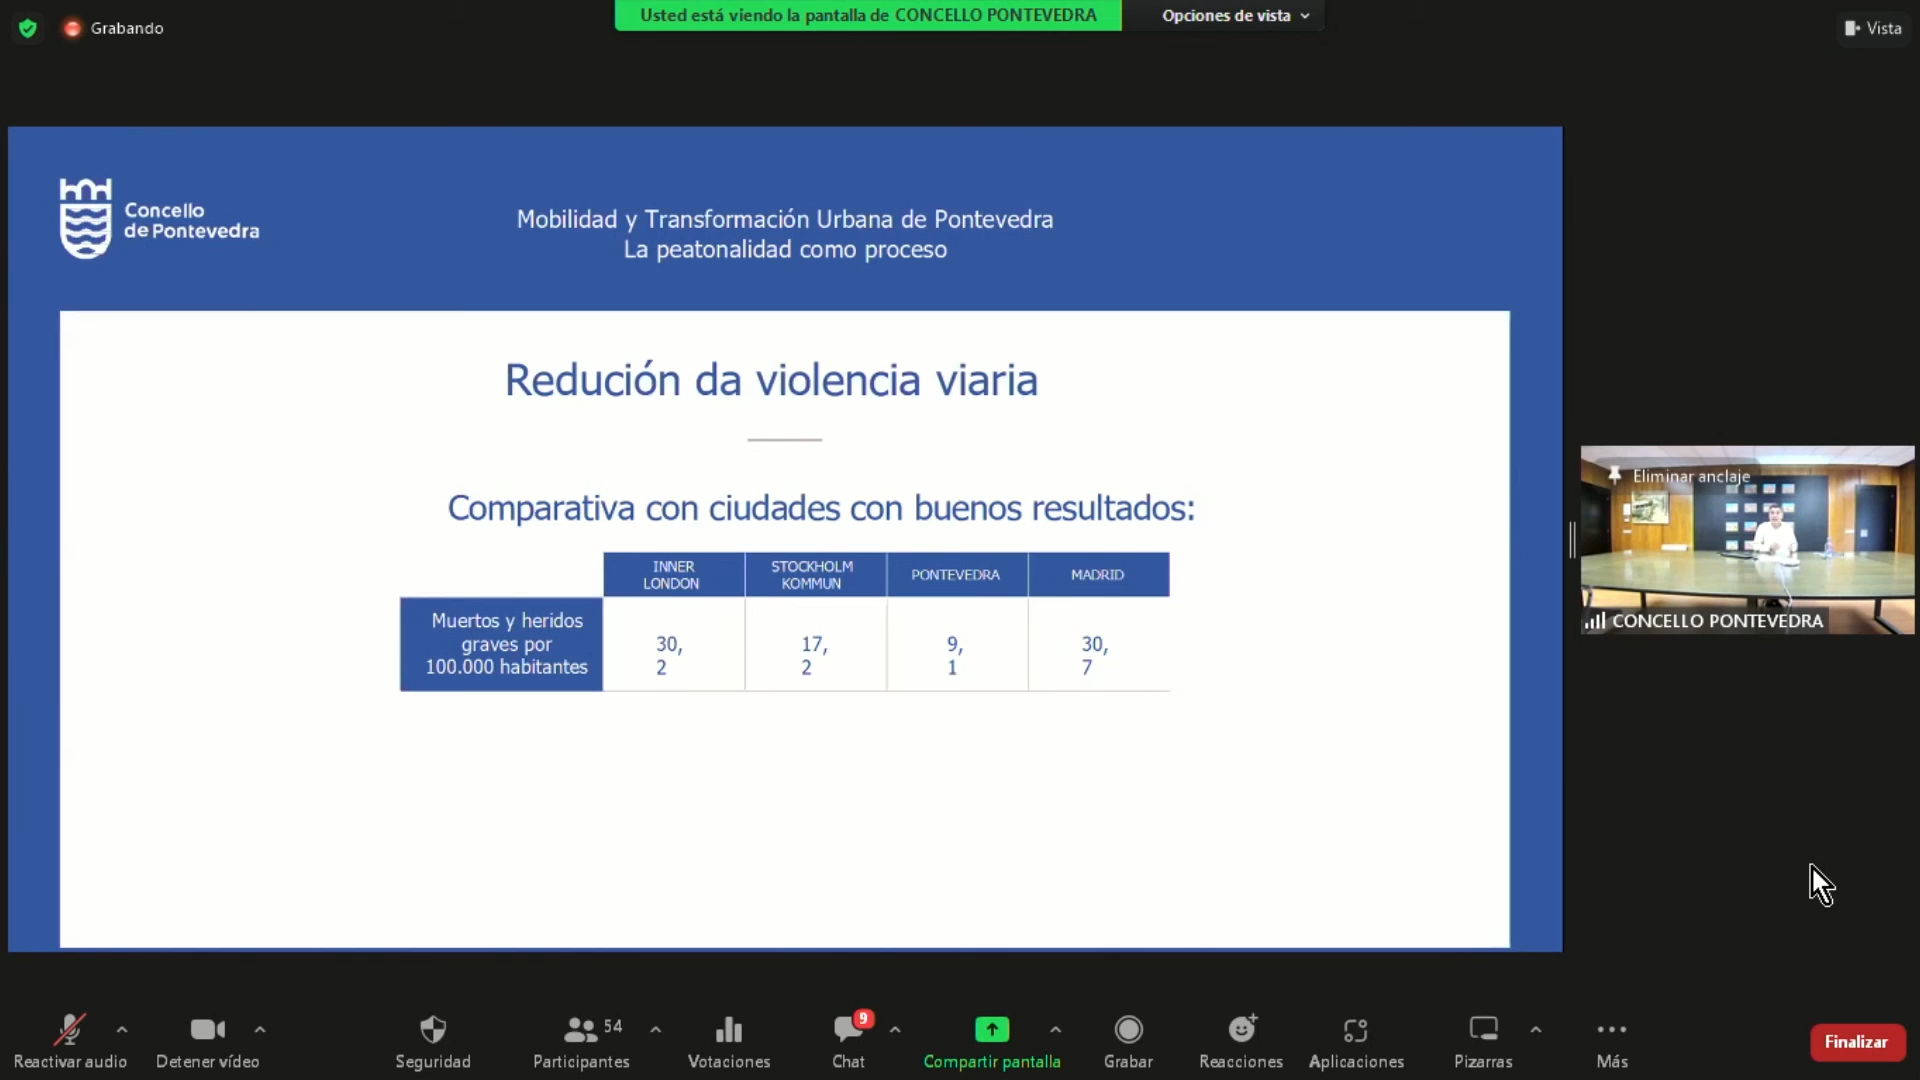 Grabando
Usted está viendo la pantalla de CONCELLO PONTEVEDRA
Opciones de vista
Vista
Concello
de Pontevedra
Mobilidad y Transformación Urbana de Pontevedra
La peatonalidad como proceso
Redución da violencia viaria
Comparativa con ciudades con buenos resultados:
INNER
LONDON
STOCKHOLM
KOMMUN
PONTEVEDRA
MADRID
Muertos y heridos
graves por
100.000 habitantes
30,
2
17,
2
9,
1
30,
7
Eliminar anclaje
CONCELLO PONTEVEDRA
Reactivar audio
Detener vídeo
Seguridad
54
Participantes
Votaciones
9
Chat
Compartir pantalla
Grabar
Reacciones
Aplicaciones
Pizarras
Más
Finalizar